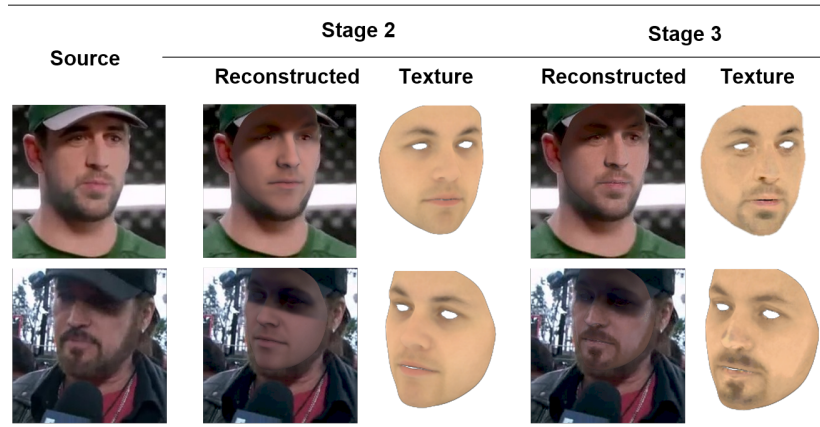 Source
Stage 2
Stage 3
Reconstructed
Texture
Reconstructed
Texture